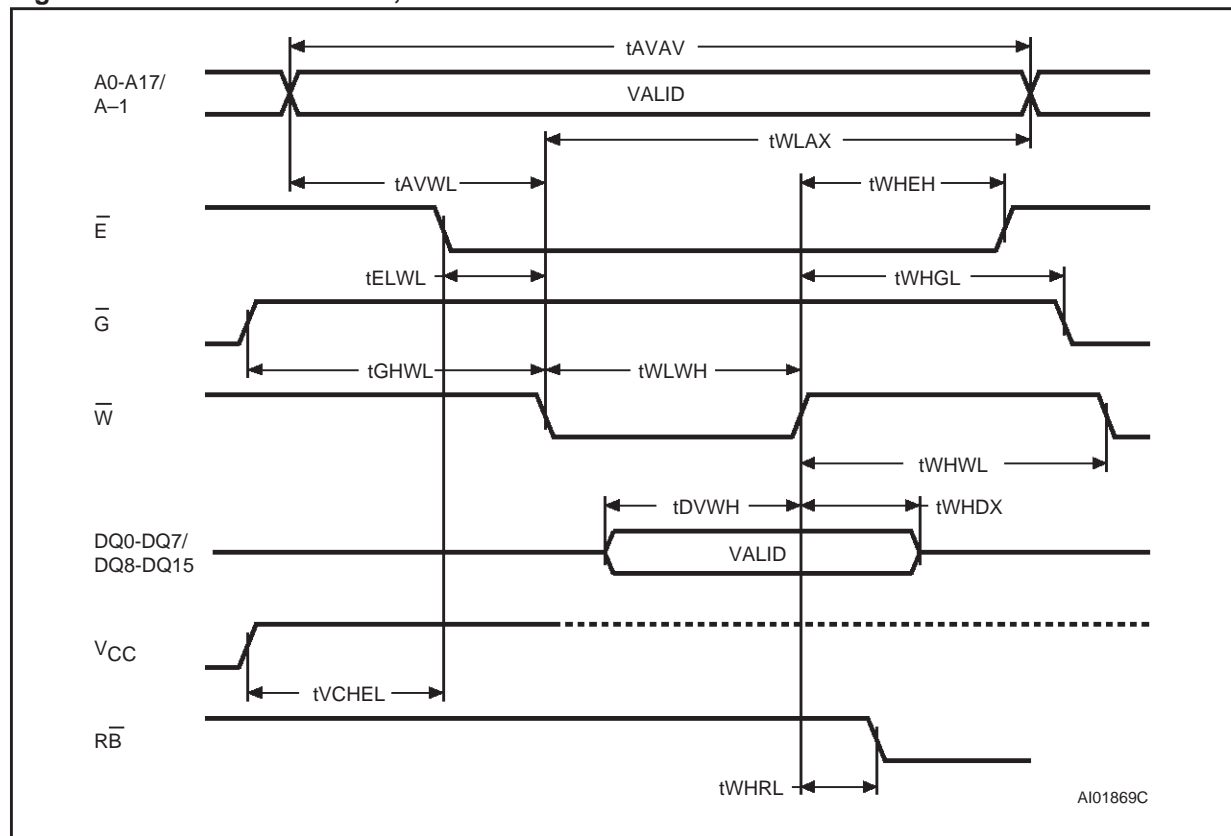 tAVAV
A0-A17/
A–1
VALID
tWLAX
tAVWL
tWHEH
E̅
tELWL
tWHGL
G̅
tGHWL
tWLWH
W̅
tWHWL
tDVWH
tWHDX
DQ0-DQ7/
DQ8-DQ15
VALID
VCC
tVCHEL
RB̅
tWHRL
AI01869C